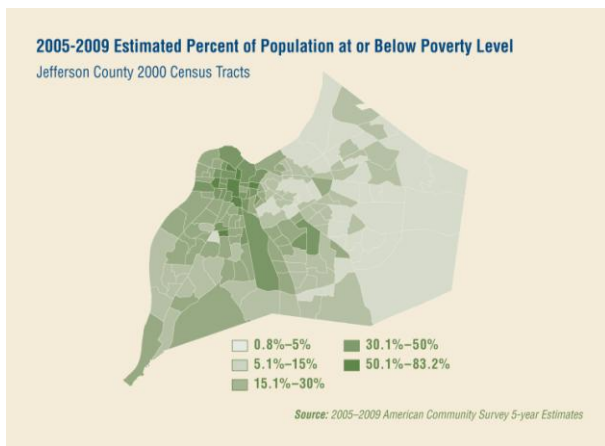 2005-2009 Estimated Percent of Population at or Below Poverty Level
Jefferson County 2000 Census Tracts
0.8%–5%
5.1%–15%
15.1%–30%
30.1%–50%
50.1%–83.2%
Source: 2005–2009 American Community Survey 5-year Estimates